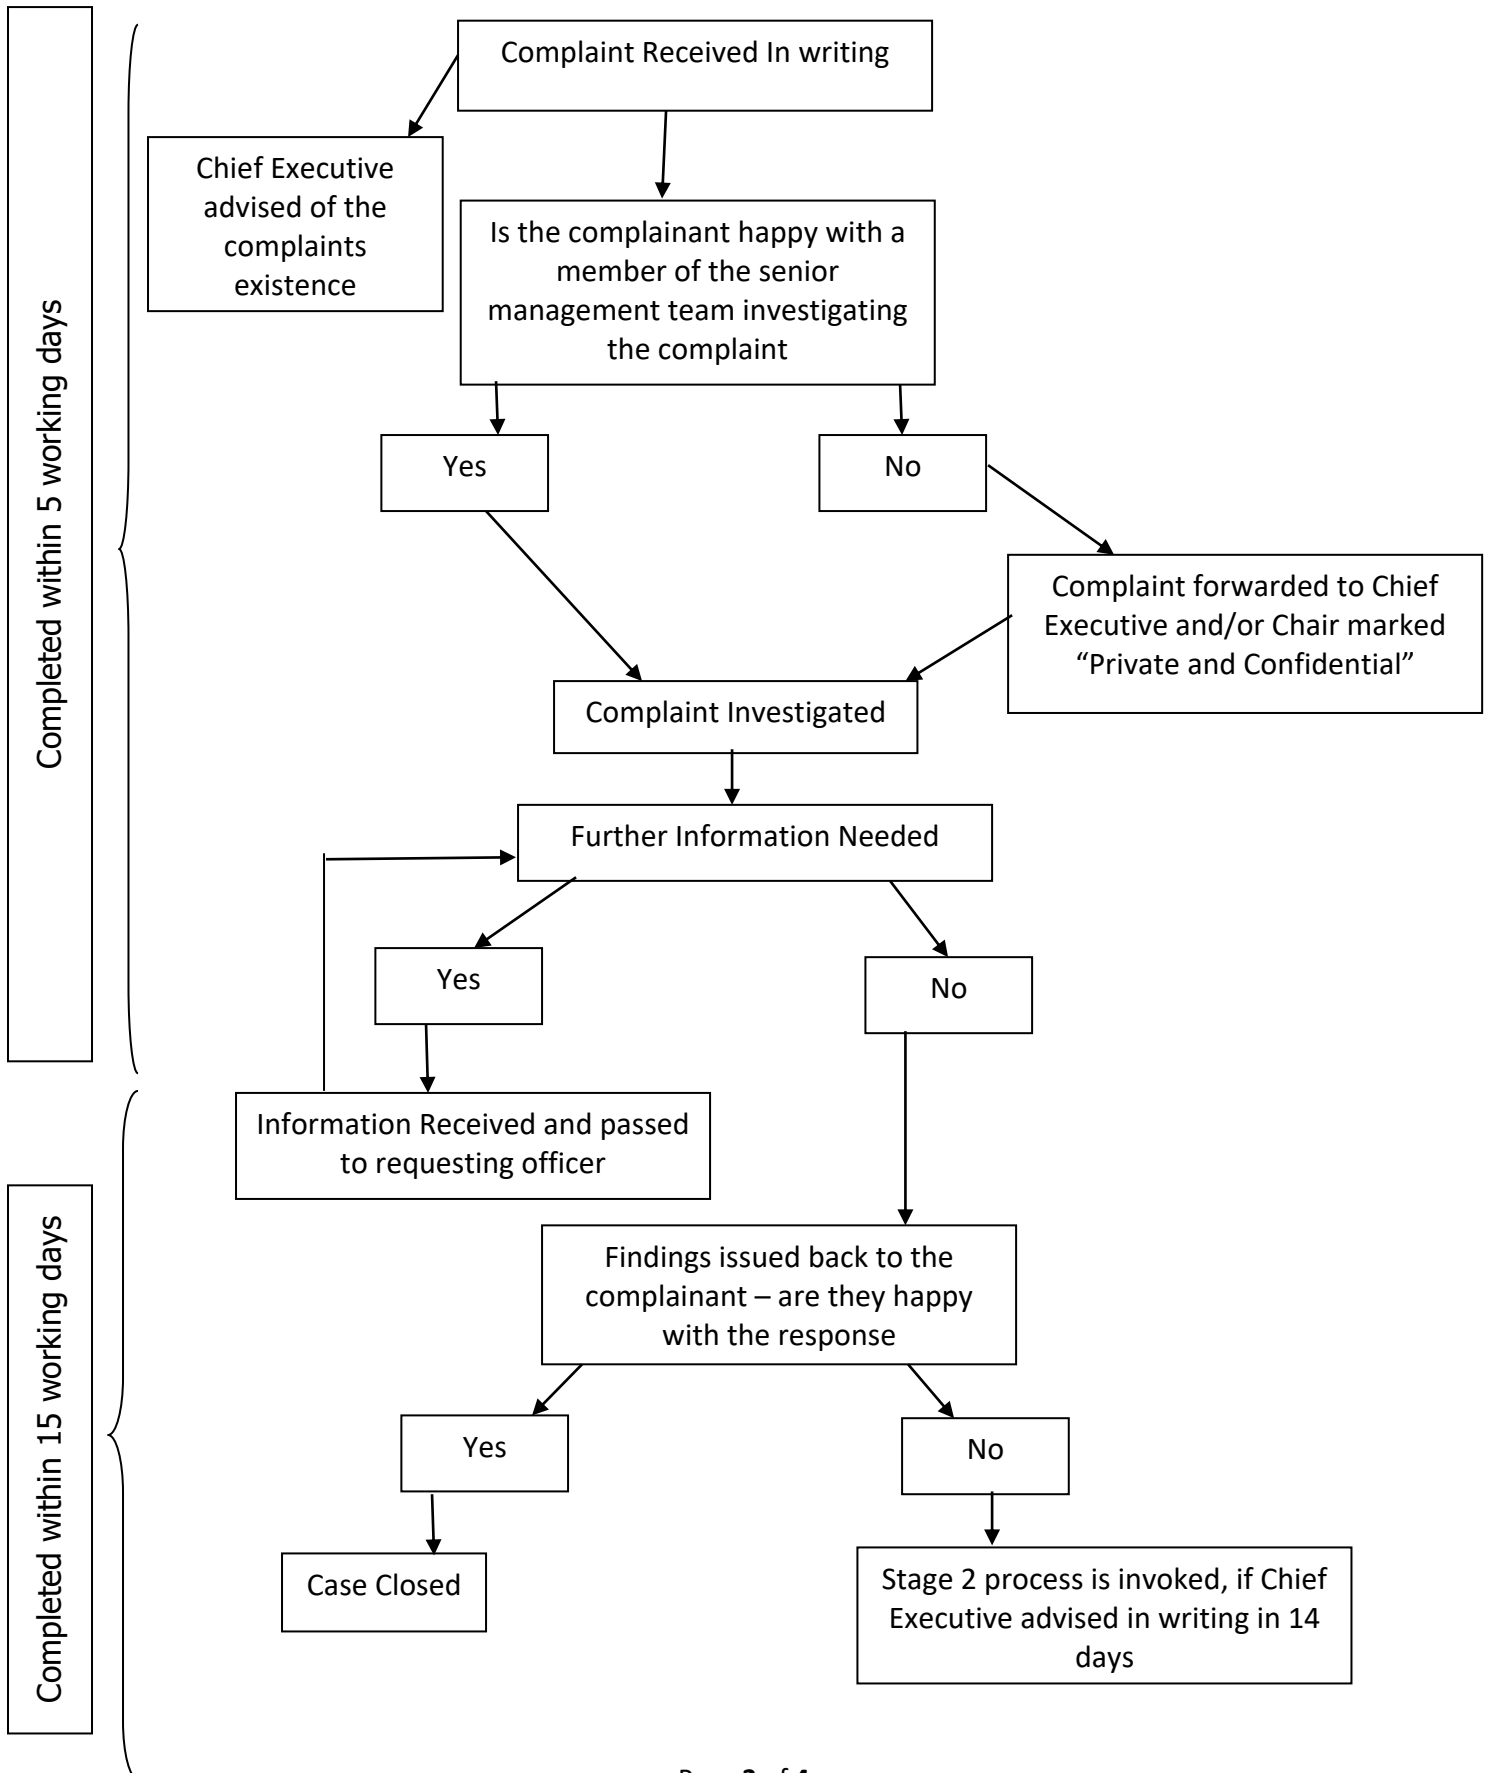 Complaint Received In writing
Chief Executive
advised of the
complaints
existence
Is the complainant happy with a
member of the senior
management team investigating
the complaint
Completed within 5 working days
Yes
No
Complaint forwarded to Chief
Executive and/or Chair marked
“Private and Confidential”
Complaint Investigated
Further Information Needed
Yes
No
Information Received and passed
to requesting officer
Findings issued back to the
complainant – are they happy
with the response
Completed within 15 working days
Yes
No
Case Closed
Stage 2 process is invoked, if Chief
Executive advised in writing in 14
days